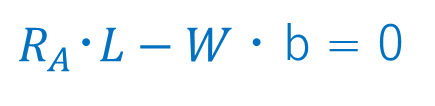 R_A·L − W · b = 0